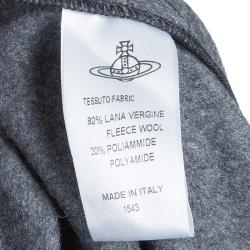 TESSUTO FABRIC
80% LANA VERGINE
FLEECE WOOL
20% POLIAMMIDE
POLYAMIDE
MADE IN ITALY
1543